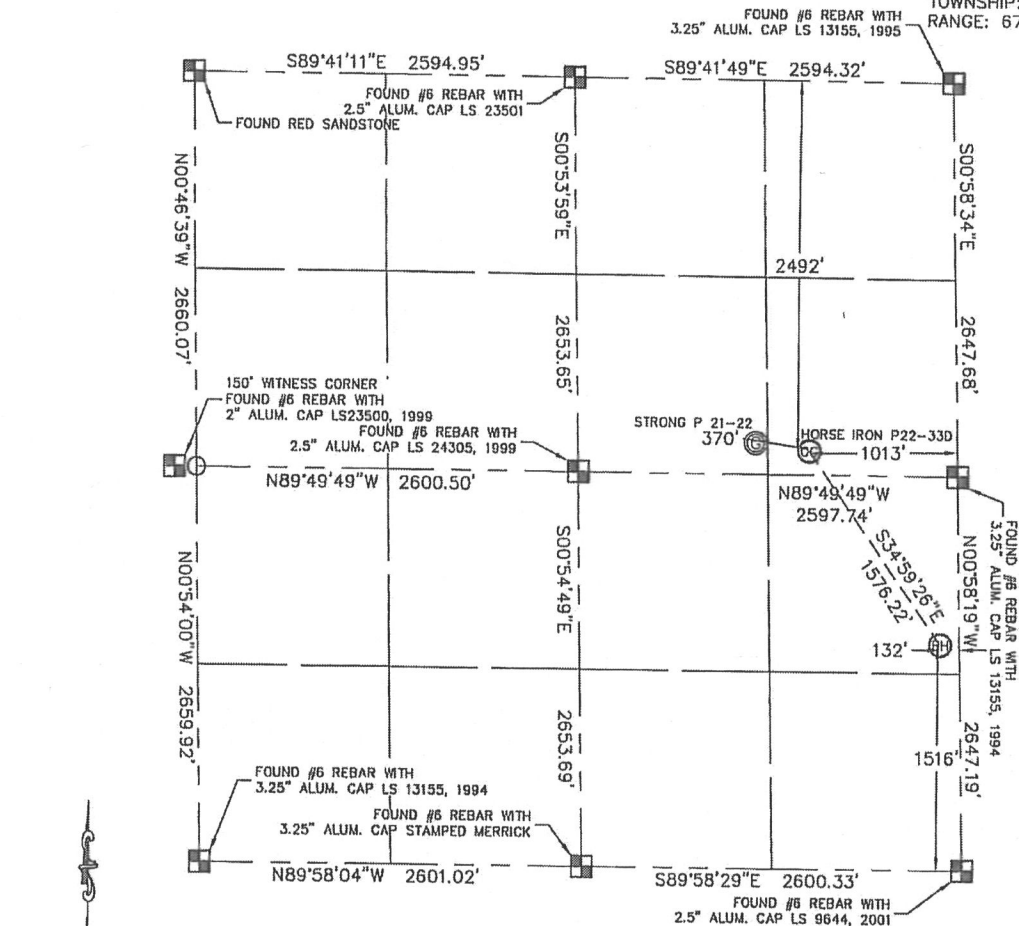 TOWNSHIP:
RANGE: 67
FOUND #6 REBAR WITH
3.25" ALUM. CAP LS 13155, 1995
S89°41'11"E 2594.95'
S89°41'49"E 2594.32'
FOUND #6 REBAR WITH
2.5" ALUM. CAP LS 23501
FOUND RED SANDSTONE
N00°46'39"W 2660.07'
S00°53'59"E 2653.65'
S00°58'34"E 2647.68'
2492'
150' WITNESS CORNER
FOUND #6 REBAR WITH
2" ALUM. CAP LS23500, 1999
FOUND #6 REBAR WITH
2.5" ALUM. CAP LS 24305, 1999
STRONG P 21-22
370'
G
HORSE IRON P22-33D
1013'
N89°49'49"W 2600.50'
N89°49'49"W
2597.74'
S34°59'26"E
1576.22'
FOUND #6 REBAR WITH
3.25" ALUM. CAP LS 13155, 1994
N00°54'00"W 2659.92'
S00°54'49"E 2653.69'
N00°58'19"W 2647.19'
BH
132'
1516'
FOUND #6 REBAR WITH
3.25" ALUM. CAP LS 13155, 1994
FOUND #6 REBAR WITH
3.25" ALUM. CAP STAMPED MERRICK
N89°58'04"W 2601.02'
S89°58'29"E 2600.33'
FOUND #6 REBAR WITH
2.5" ALUM. CAP LS 9644, 2001